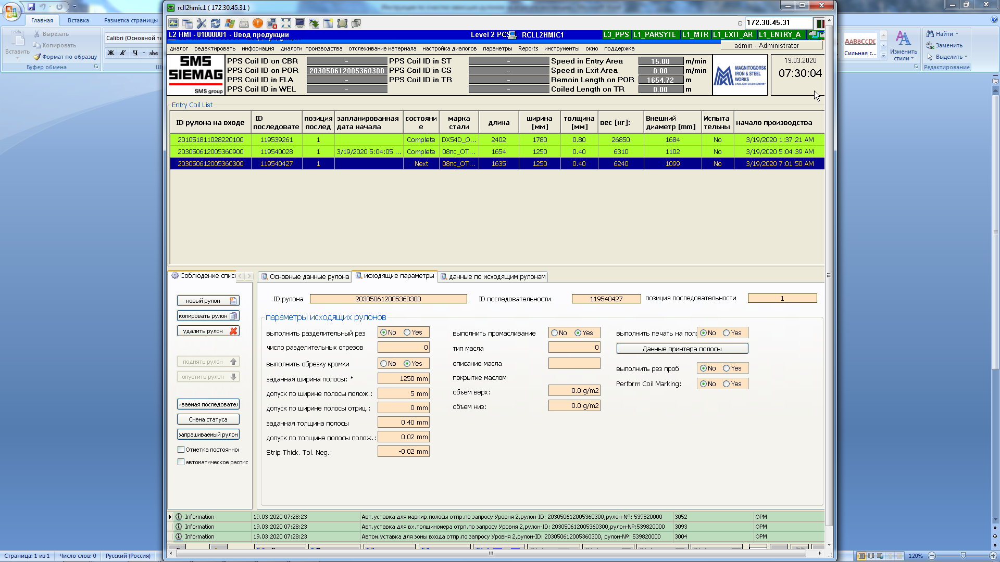 rcll2hmic1 ( 172.30.45.31 )
Главная Вставка Разметка страницы
Вставить
Вырезать
Копировать
Формат по образцу
Буфер обмена
Calibri (Основной те
Ж К Ч abc
172.30.45.31
L2 HMI - 01000001 - Ввод продукции Level 2 PCS RCLL2HMIC1 L3_PPS L1_PARSYTE L1_MTR L1_EXIT_AR L1_ENTRY_A
диалог редактировать информация диалоги производства отслеживание материала настройка диалогов параметры Reports инструменты окно поддержка
admin - Administrator
SMS SIEMAG
SMS group
PPS Coil ID on CBR - PPS Coil ID in ST - Speed in Entry Area 15.00 m/min
PPS Coil ID on POR 203050612005360300 PPS Coil ID in CS - Speed in Exit Area 0.00 m/min
PPS Coil ID in FLA - PPS Coil ID in TR - Remain Length on POR 1654.72 m
PPS Coil ID in WEL - - Coiled Length on TR 0.00 m
MAGNITOGORSK
IRON & STEEL
WORKS
OPEN JOINT STOCK COMPANY
19.03.2020
07:30:04
Entry Coil List
ID рулона на входе ID последовате позиция послед запланированная дата начала состояни е марка стали длина ширина [мм] толщина [мм] вес [кг]: Внешний диаметр [mm] Испыта тельны начало производства
201051811028220100 119539261 1 Complete DX54D_O... 2402 1780 0.80 26850 1684 No 3/19/2020 1:37:21 AM
203050612005360900 119540028 1 3/19/2020 5:04:05 ... Complete 08пс_ОТ... 1654 1250 0.40 6310 1102 No 3/19/2020 5:04:39 AM
203050612005360300 119540427 1 Next 08пс_ОТ... 1635 1250 0.40 6240 1099 No 3/19/2020 7:01:50 AM
Соблюдение списк
Основные данные рулона исходящие параметры данные по исходящим рулонам
новый рулон
копировать рулон
удалить рулон
поднять рулон
опустить рулон
иваемая последовател
Смена статуса
запрашиваемый рулон
Отметка постояннос
автоматическое распис
ID рулона 203050612005360300 ID последовательности 119540427 позиция последовательности 1
параметры исходящих рулонов
выполнить разделительный рез No Yes
число разделительных отрезов 0
выполнить обрезку кромки No Yes
заданная ширина полосы: * 1250 mm
допуск по ширине полосы полож.: 5 mm
допуск по ширине полосы отриц.: 0 mm
заданная толщина полосы 0.40 mm
допуск по толщине полосы полож.: 0.02 mm
Strip Thick. Tol. Neg.: -0.02 mm
выполнить промасливание No Yes
тип масла 0
описание масла
покрытие маслом
объем верх: 0.0 g/m2
объем низ: 0.0 g/m2
выполнить печать на поло No Yes
Данные принтера полосы
выполнить рез проб No Yes
Perform Coil Marking: No Yes
Information 19.03.2020 07:28:23 Авт.уставка для маркир.полосы отпр.по запросу Уровня 2,рулон-ID: 203050612005360300,рулон-№: 539820000 3052 OPM
Information 19.03.2020 07:28:23 Авт.уставка для вх.толщиномера отрп.по запросу Уровня 2,рулон-ID: 203050612005360300,рулон-№:539820000 3093 OPM
Information 19.03.2020 07:28:23 Автом.уставка для зоны входа отпр.по запросу Уровня 2,рулон-ID: 203050612005360300, рулон-№: 539820000 3004 OPM
AaBbCcDe
Сильная с...
Изменить стили
Найти
Заменить
Выделить
Редактирование
Страница: 1 из 1 Число слов: 0 Русский (Россия) 120%